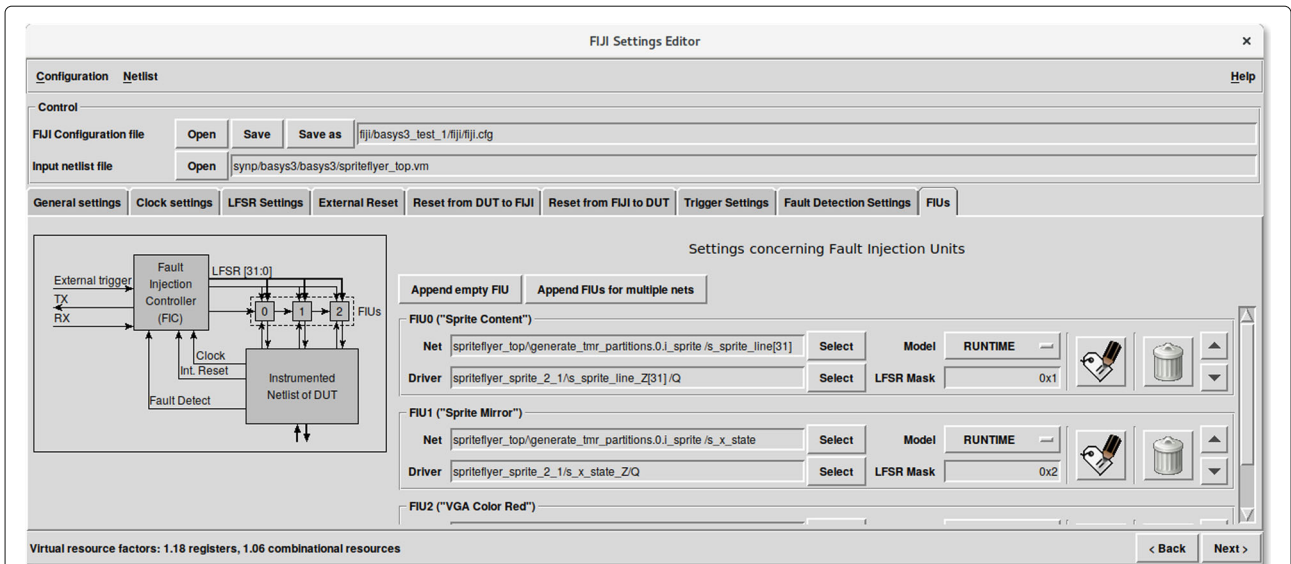 FIJI Settings Editor ×
Configuration Netlist Help
Control
FIJI Configuration file Open Save Save as fiji/basys3_test_1/fiji/fiji.cfg
Input netlist file Open synp/basys3/basys3/spriteflyer_top.vm
General settings Clock settings LFSR Settings External Reset Reset from DUT to FIJI Reset from FIJI to DUT Trigger Settings Fault Detection Settings FIUs
External trigger
TX
RX
Fault
Injection
Controller
(FIC)
LFSR [31:0]
0 1 2 FIUs
Clock
Int. Reset
Fault Detect
Instrumented
Netlist of DUT
Settings concerning Fault Injection Units
Append empty FIU Append FIUs for multiple nets
FIU0 ("Sprite Content")
Net spriteflyer_top/\generate_tmr_partitions.0.i_sprite /s_sprite_line[31] Select Model RUNTIME
Driver spriteflyer_sprite_2_1/\s_sprite_line_Z[31] /Q Select LFSR Mask 0x1
FIU1 ("Sprite Mirror")
Net spriteflyer_top/\generate_tmr_partitions.0.i_sprite /s_x_state Select Model RUNTIME
Driver spriteflyer_sprite_2_1/s_x_state_Z/Q Select LFSR Mask 0x2
FIU2 ("VGA Color Red")
Virtual resource factors: 1.18 registers, 1.06 combinational resources < Back Next >